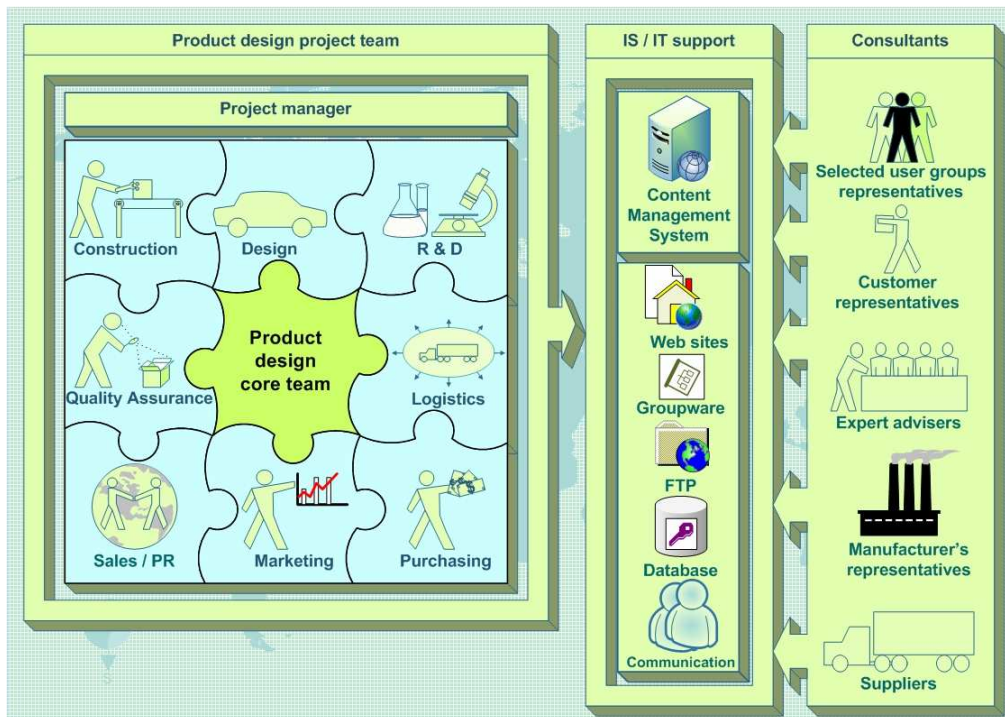 Product design project team
Project manager
Construction
Design
R & D
Product
design
core team
Quality Assurance
Logistics
Sales / PR
Marketing
Purchasing
IS / IT support
Content
Management
System
Web sites
Groupware
FTP
Database
Communication
Consultants
Selected user groups
representatives
Customer
representatives
Expert advisers
Manufacturer's
representatives
Suppliers
S